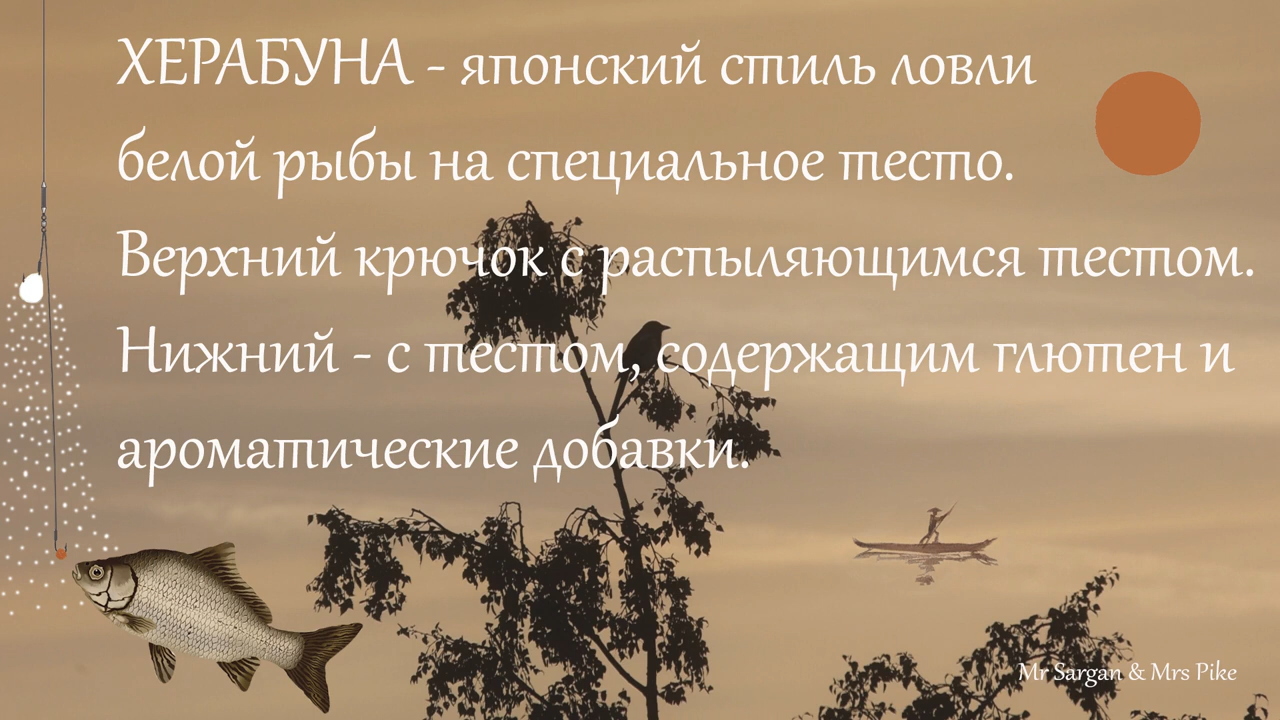 ХЕРАБУНА - японский стиль ловли
белой рыбы на специальное тесто.
Верхний крючок с распыляющимся тестом.
Нижний - с тестом, содержащим глютен и
ароматические добавки.
Mr Sargan & Mrs Pike